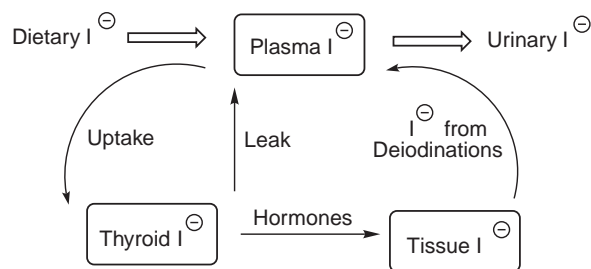 Dietary I⊖
Plasma I⊖
Urinary I⊖
Uptake
Leak
I⊖ from
Deiodinations
Thyroid I⊖
Hormones
Tissue I⊖